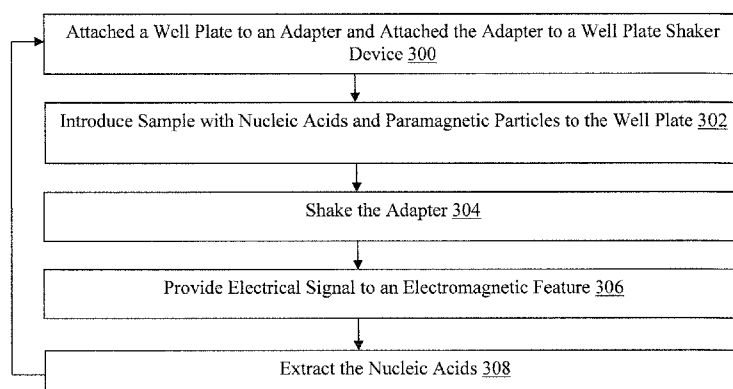 Attached a Well Plate to an Adapter and Attached the Adapter to a Well Plate Shaker
Device 300
Introduce Sample with Nucleic Acids and Paramagnetic Particles to the Well Plate 302
Shake the Adapter 304
Provide Electrical Signal to an Electromagnetic Feature 306
Extract the Nucleic Acids 308